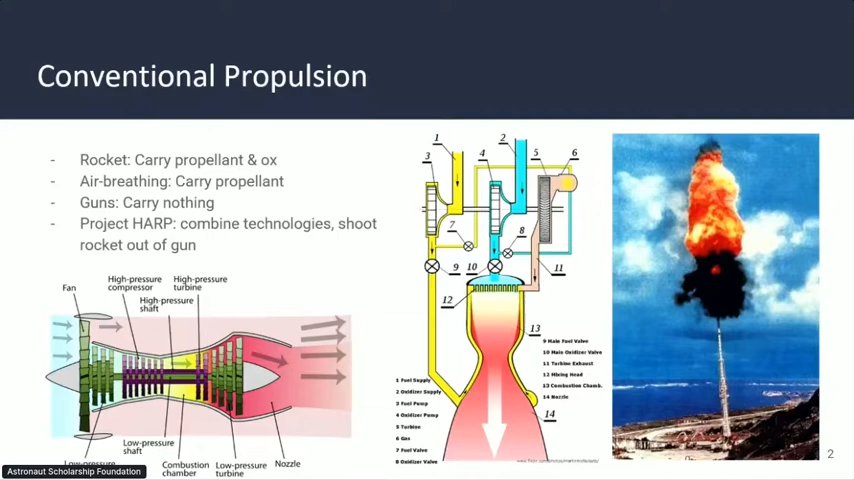 Conventional Propulsion
- Rocket: Carry propellant & ox
- Air-breathing: Carry propellant
- Guns: Carry nothing
- Project HARP: combine technologies, shoot
rocket out of gun
Fan
High-pressure
compressor
High-pressure
turbine
High-pressure
shaft
Low-pressure
shaft
Low-pressure
Combustion
chamber
Low-pressure
turbine
Nozzle
1
2
3
4
5
6
7
8
9
10
11
12
13
14
1 Fuel Supply
2 Oxidizer Supply
3 Fuel Pump
4 Oxidizer Pump
5 Turbine
6 Gas
7 Fuel Valve
8 Oxidizer Valve
9 Main Fuel Valve
10 Main Oxidizer Valve
11 Turbine Exhaust
12 Mixing Head
13 Combustion Chamb.
14 Nozzle
2
Astronaut Scholarship Foundation